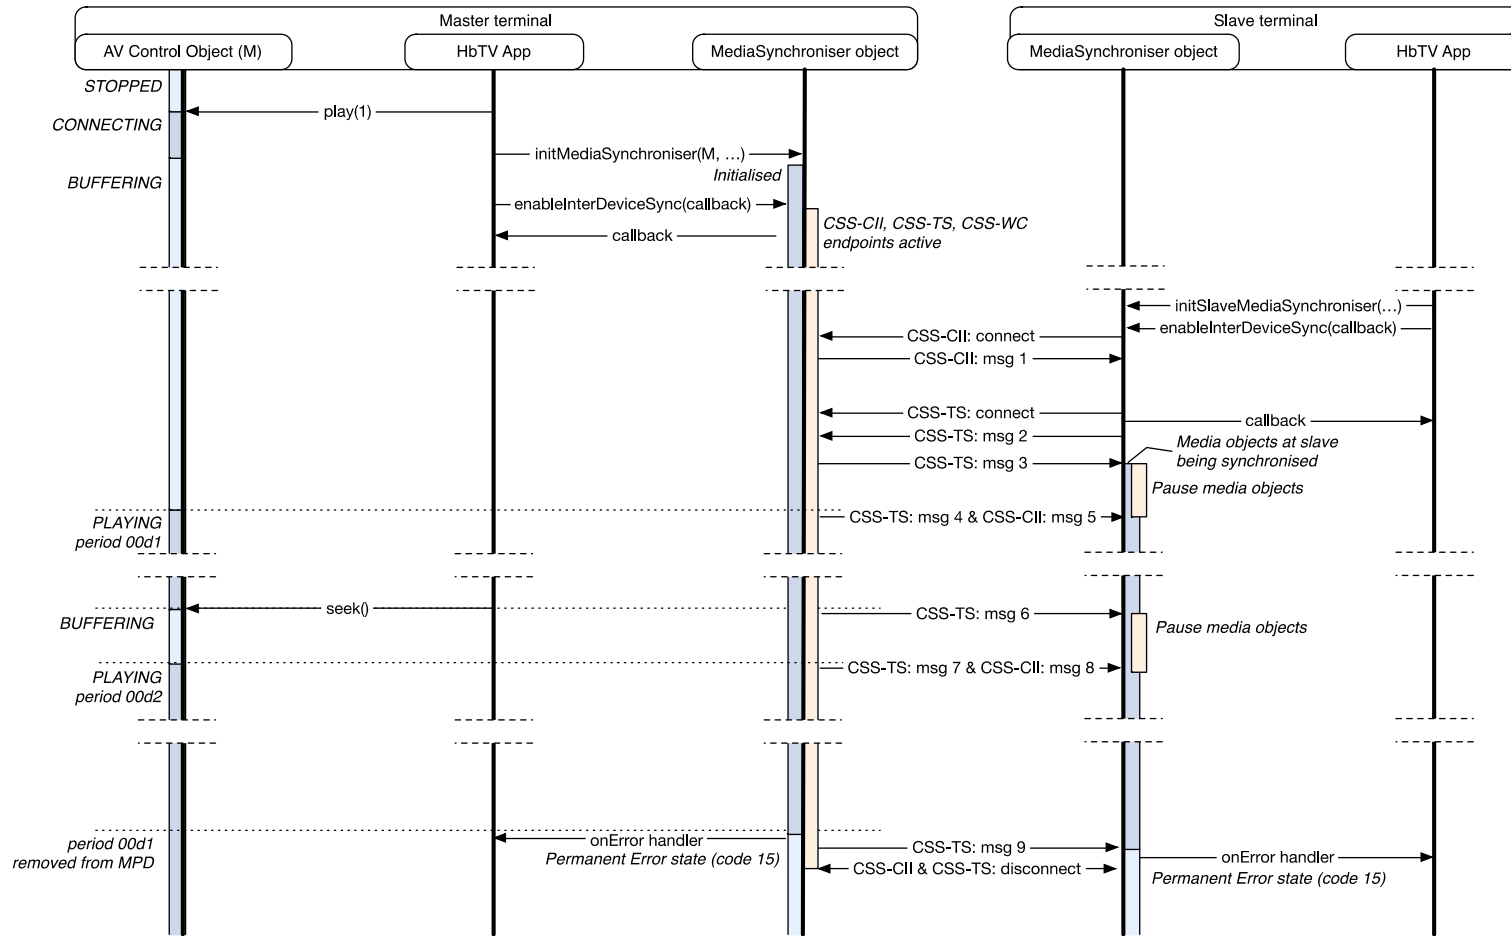 Master terminal
Slave terminal
AV Control Object (M)
HbTV App
MediaSynchroniser object
MediaSynchroniser object
HbTV App
STOPPED
play(1)
CONNECTING
initMediaSynchroniser(M, ...)
Initialised
BUFFERING
enableInterDeviceSync(callback)
CSS-CII, CSS-TS, CSS-WC
endpoints active
callback
initSlaveMediaSynchroniser(...)
enableInterDeviceSync(callback)
CSS-CII: connect
CSS-CII: msg 1
CSS-TS: connect
callback
CSS-TS: msg 2
Media objects at slave
being synchronised
CSS-TS: msg 3
Pause media objects
PLAYING
period 00d1
CSS-TS: msg 4 & CSS-CII: msg 5
seek()
CSS-TS: msg 6
BUFFERING
Pause media objects
CSS-TS: msg 7 & CSS-CII: msg 8
PLAYING
period 00d2
period 00d1
removed from MPD
onError handler
Permanent Error state (code 15)
CSS-TS: msg 9
CSS-CII & CSS-TS: disconnect
onError handler
Permanent Error state (code 15)